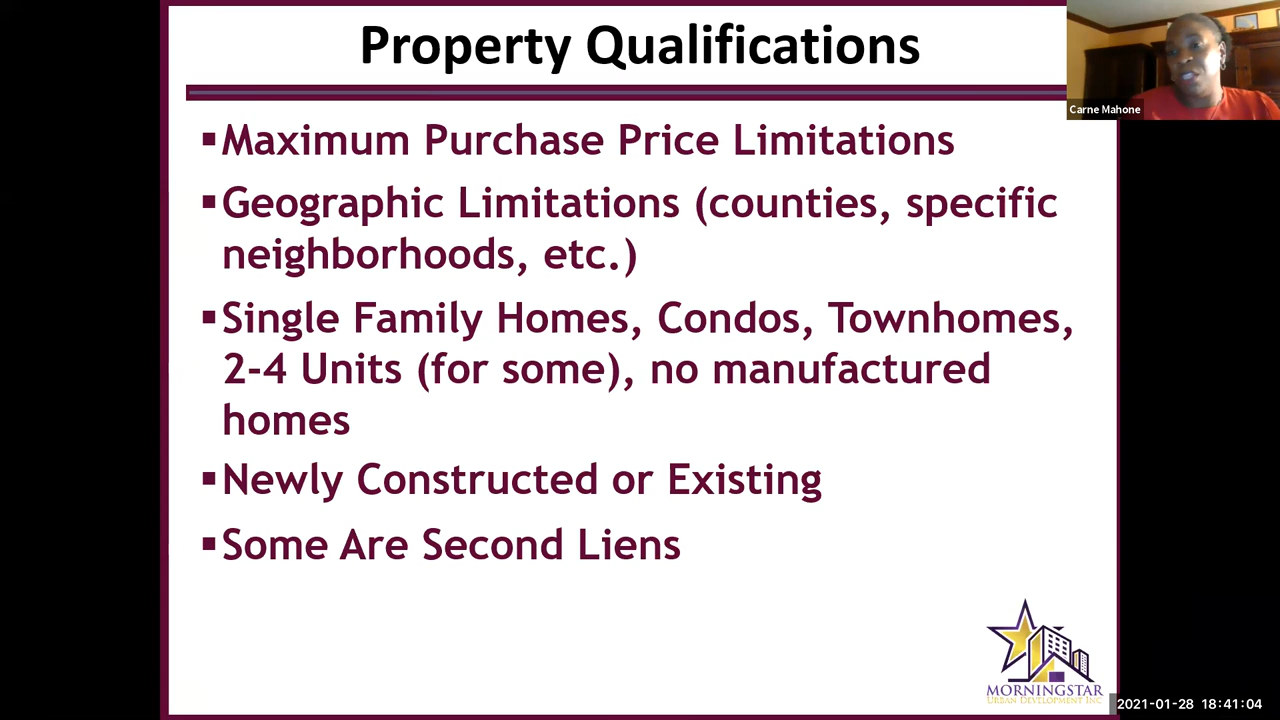 Property Qualifications
Carne Mahone
▪Maximum Purchase Price Limitations
▪Geographic Limitations (counties, specific
neighborhoods, etc.)
▪Single Family Homes, Condos, Townhomes,
2-4 Units (for some), no manufactured
homes
▪Newly Constructed or Existing
▪Some Are Second Liens
MORNINGSTAR
URBAN DEVELOPMENT INC
2021-01-28 18:41:04